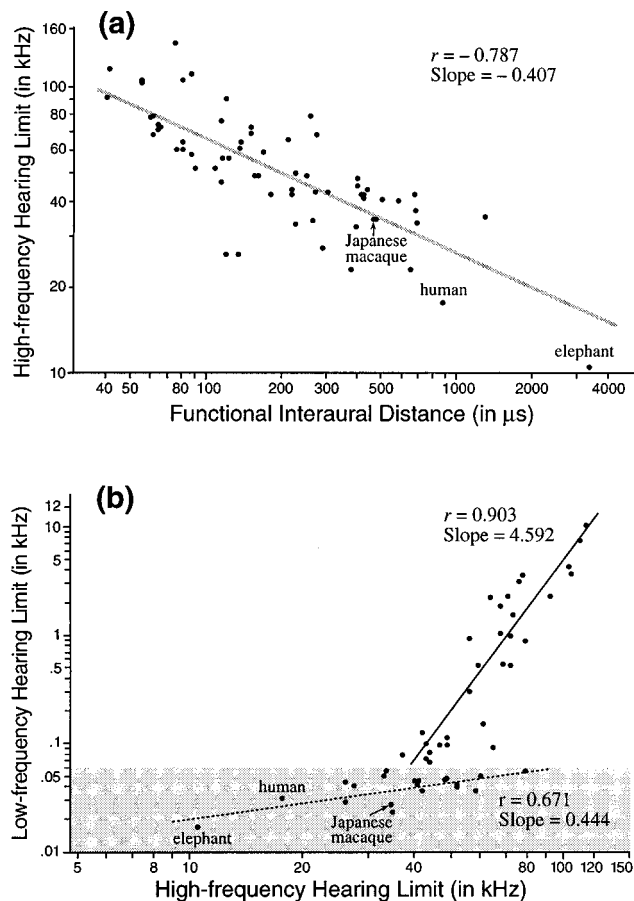 (a)
High-frequency Hearing Limit (in kHz)
160
100
80
60
40
20
10
r = – 0.787
Slope = – 0.407
Japanese
macaque
human
elephant
40 50 100 200 300 400 500 1000 2000 4000
Functional Interaural Distance (in µs)
(b)
Low-frequency Hearing Limit (in kHz)
12
10
5
1
.5
.1
.05
.01
r = 0.903
Slope = 4.592
human
elephant
Japanese
macaque
r = 0.671
Slope = 0.444
5 10 20 30 40 60 80 100 150
High-frequency Hearing Limit (in kHz)